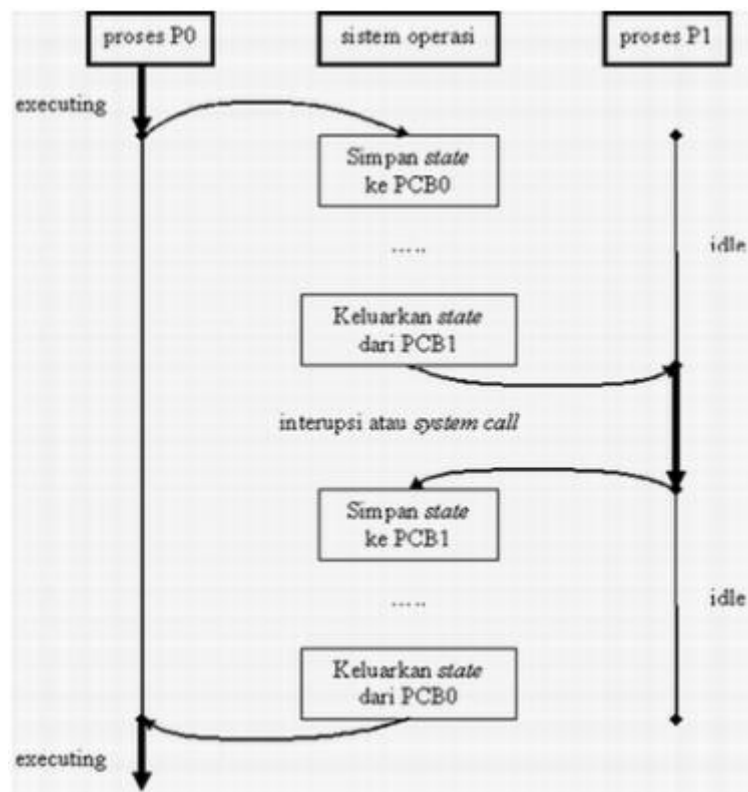 proses P0
sistem operasi
proses P1
executing
Simpan state
ke PCB0
.....
idle
Keluarkan state
dari PCB1
interupsi atau system call
Simpan state
ke PCB1
.....
idle
Keluarkan state
dari PCB0
executing